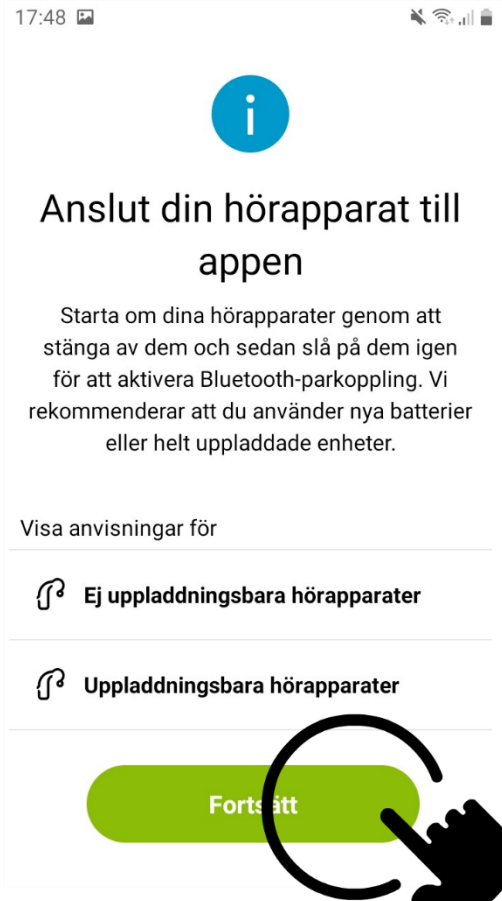 17:48
i
Anslut din hörapparat till
appen
Starta om dina hörapparater genom att
stänga av dem och sedan slå på dem igen
för att aktivera Bluetooth-parkoppling. Vi
rekommenderar att du använder nya batterier
eller helt uppladdade enheter.
Visa anvisningar för
Ej uppladdningsbara hörapparater
Uppladdningsbara hörapparater
Fortsätt